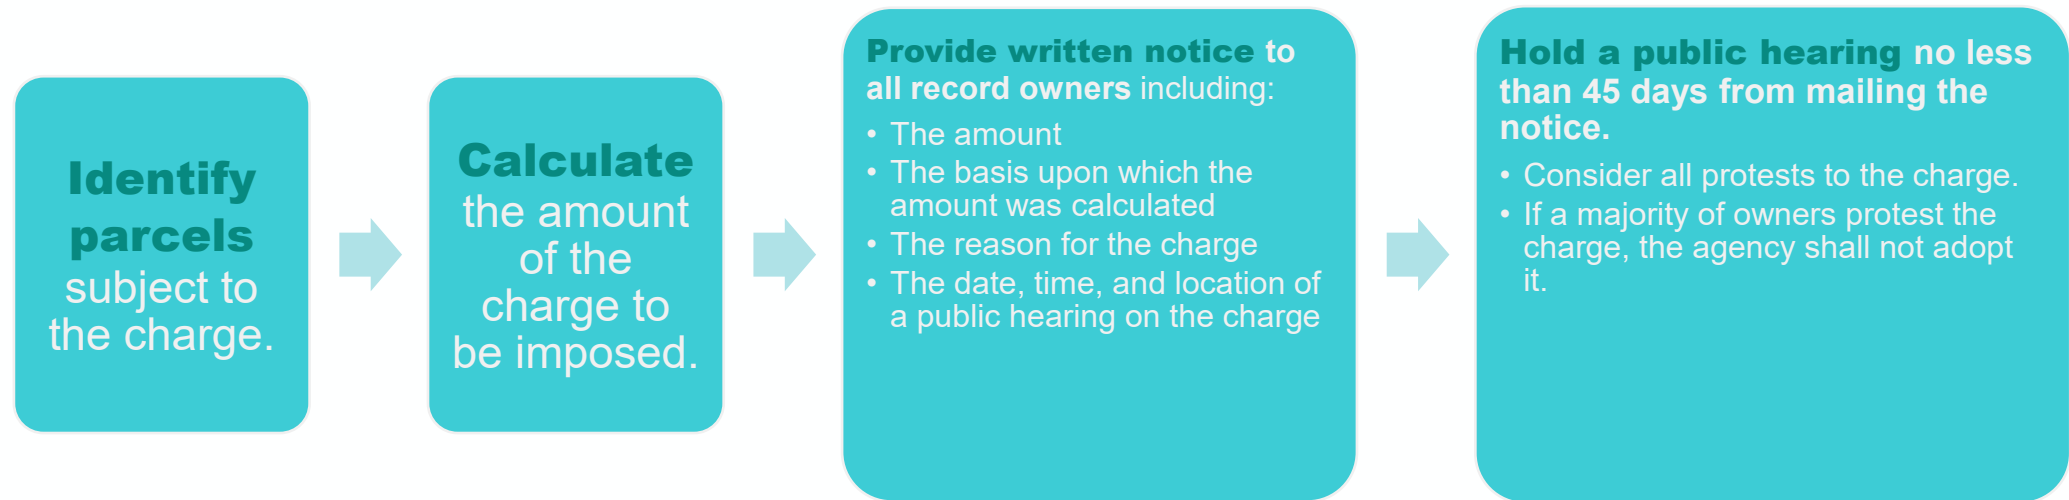 Identify
parcels
subject to
the charge.
Calculate
the amount
of the
charge to
be imposed.
Provide written notice to
all record owners including:
• The amount
• The basis upon which the
amount was calculated
• The reason for the charge
• The date, time, and location of
a public hearing on the charge
Hold a public hearing no less
than 45 days from mailing the
notice.
• Consider all protests to the charge.
• If a majority of owners protest the
charge, the agency shall not adopt
it.